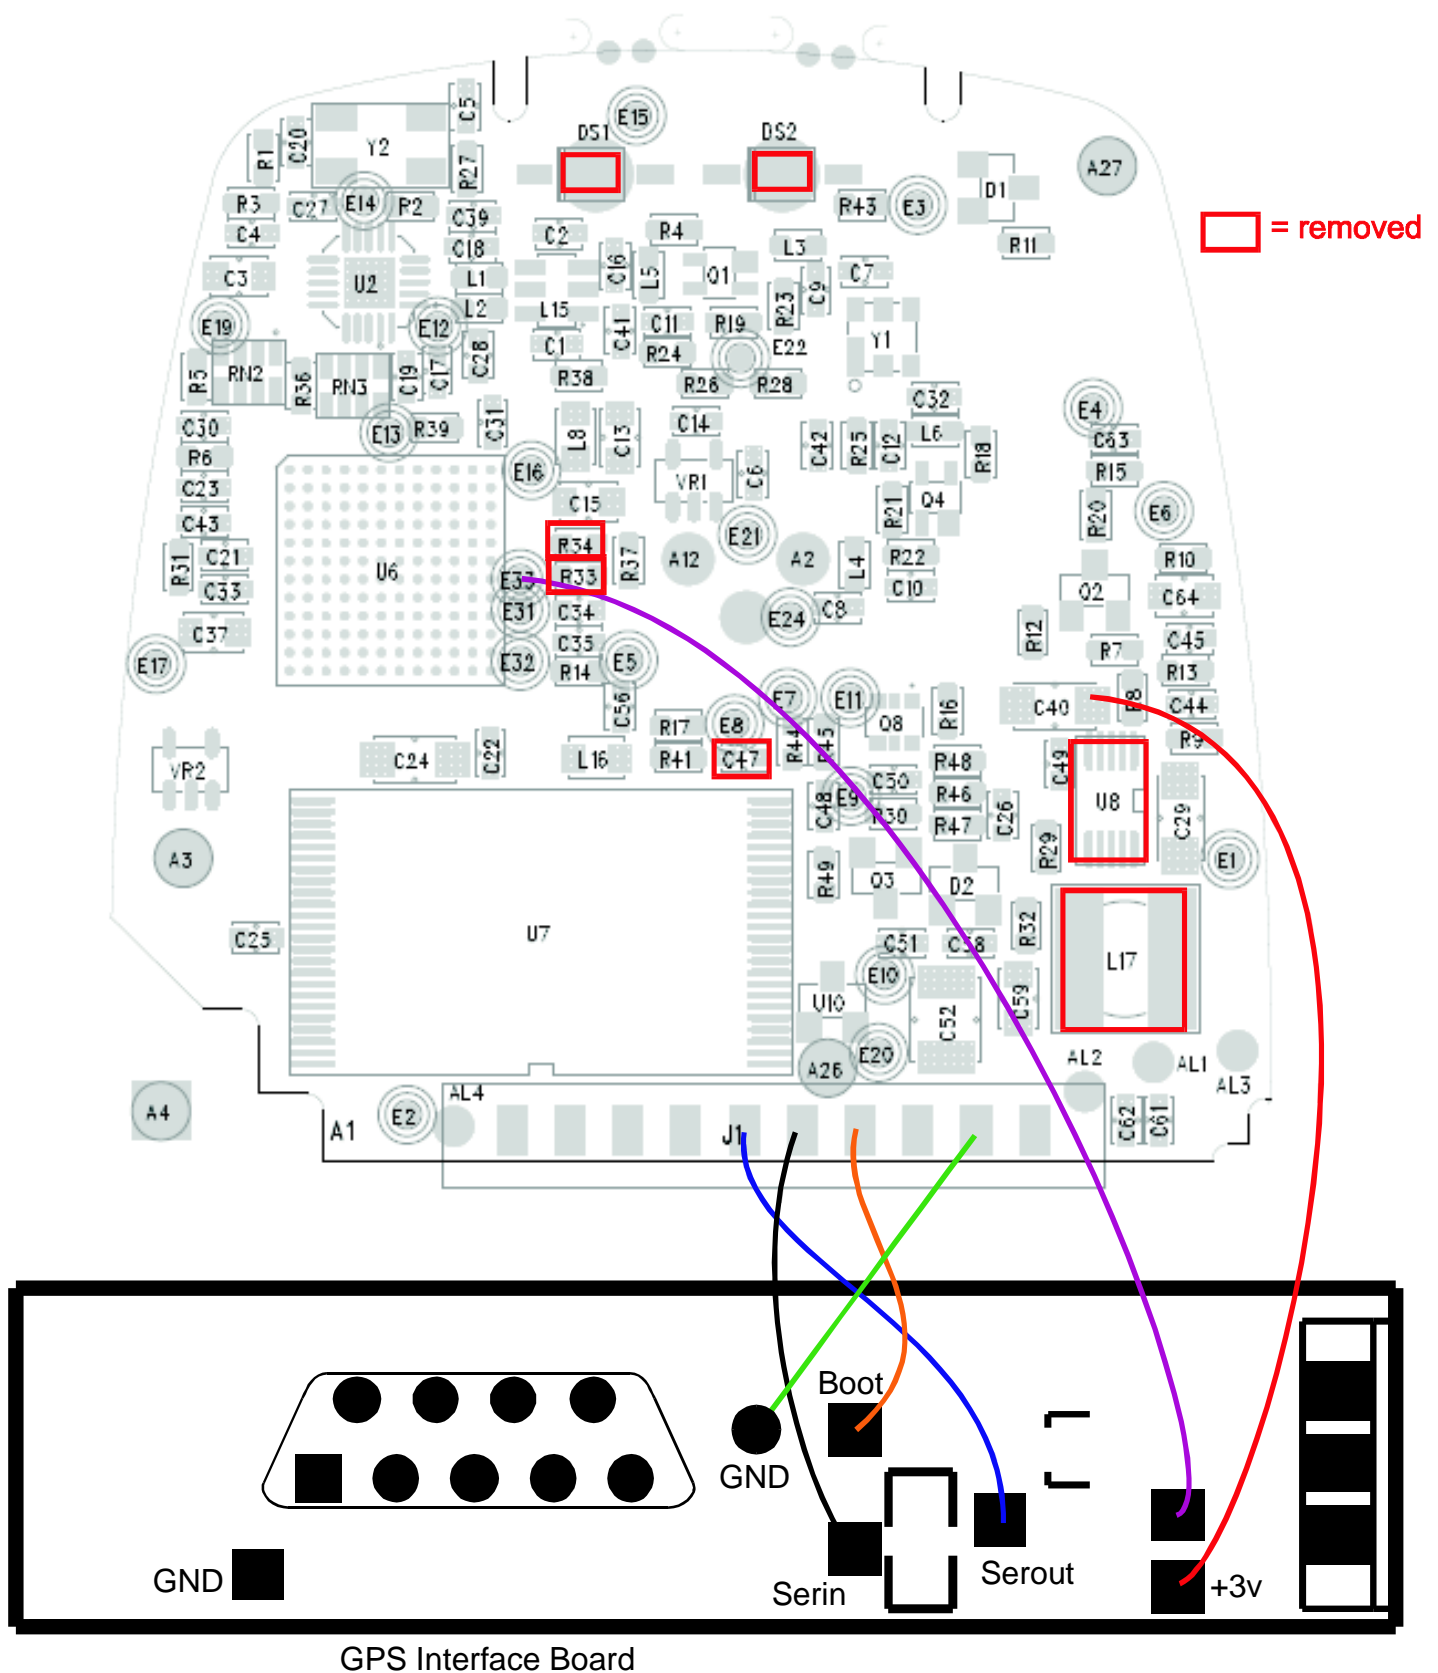 C5
E15
C20
DS1
DS2
R1
Y2
R27
A27
D1
R3
C27
E14
R2
C39
R43
E3
C4
C18
C2
R4
L3
R11
= removed
C3
U2
L1
C16
L5
Q1
C7
C9
R23
L2
L15
E19
E12
C41
C11
R19
Y1
C28
C1
R24
E22
R5
RN2
R36
RN3
C19
C17
R38
R26
R28
C32
E4
C30
E13
R39
C31
L8
C13
C14
C42
R25
C12
L6
R18
C63
R6
E16
VR1
C6
R15
C23
C15
R21
Q4
R20
E6
C43
E21
R34
R37
A12
A2
L4
R22
R10
R31
C21
U6
E33
R33
C10
Q2
C64
C33
E31
C34
E24
C8
C37
C35
R12
R7
C45
E17
E32
R14
E5
R13
C56
E7
E11
R16
C40
R8
C44
E8
Q8
R17
R44
R45
R9
VR2
C24
C22
L16
R41
C47
R48
C49
C50
E9
C48
R30
R46
C26
U8
C29
R47
A3
R49
Q3
D2
R29
E1
U7
C25
C51
C58
R32
L17
E10
U10
C52
C59
A26
E20
AL2
AL1
AL3
A4
E2
AL4
A1
J1
C62
C61
Boot
GND
GND
Serin
Serout
+3v
GPS Interface Board